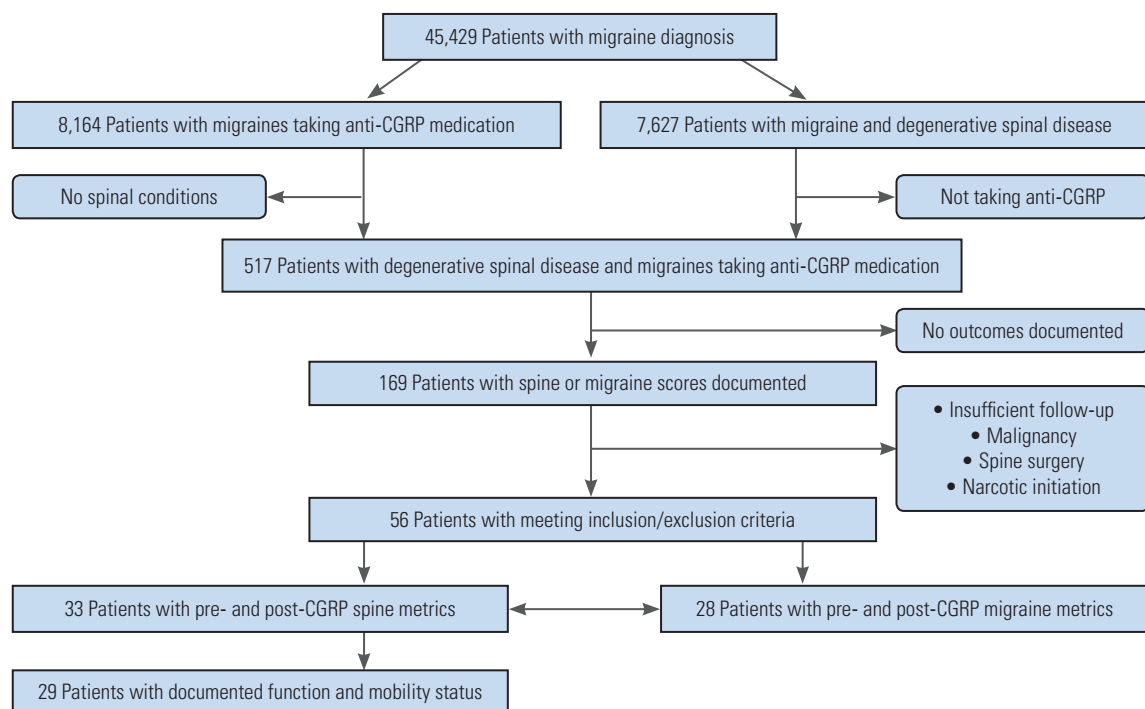 45,429 Patients with migraine diagnosis
8,164 Patients with migraines taking anti-CGRP medication
7,627 Patients with migraine and degenerative spinal disease
No spinal conditions
Not taking anti-CGRP
517 Patients with degenerative spinal disease and migraines taking anti-CGRP medication
No outcomes documented
169 Patients with spine or migraine scores documented
• Insufficient follow-up
• Malignancy
• Spine surgery
• Narcotic initiation
56 Patients with meeting inclusion/exclusion criteria
33 Patients with pre- and post-CGRP spine metrics
28 Patients with pre- and post-CGRP migraine metrics
29 Patients with documented function and mobility status